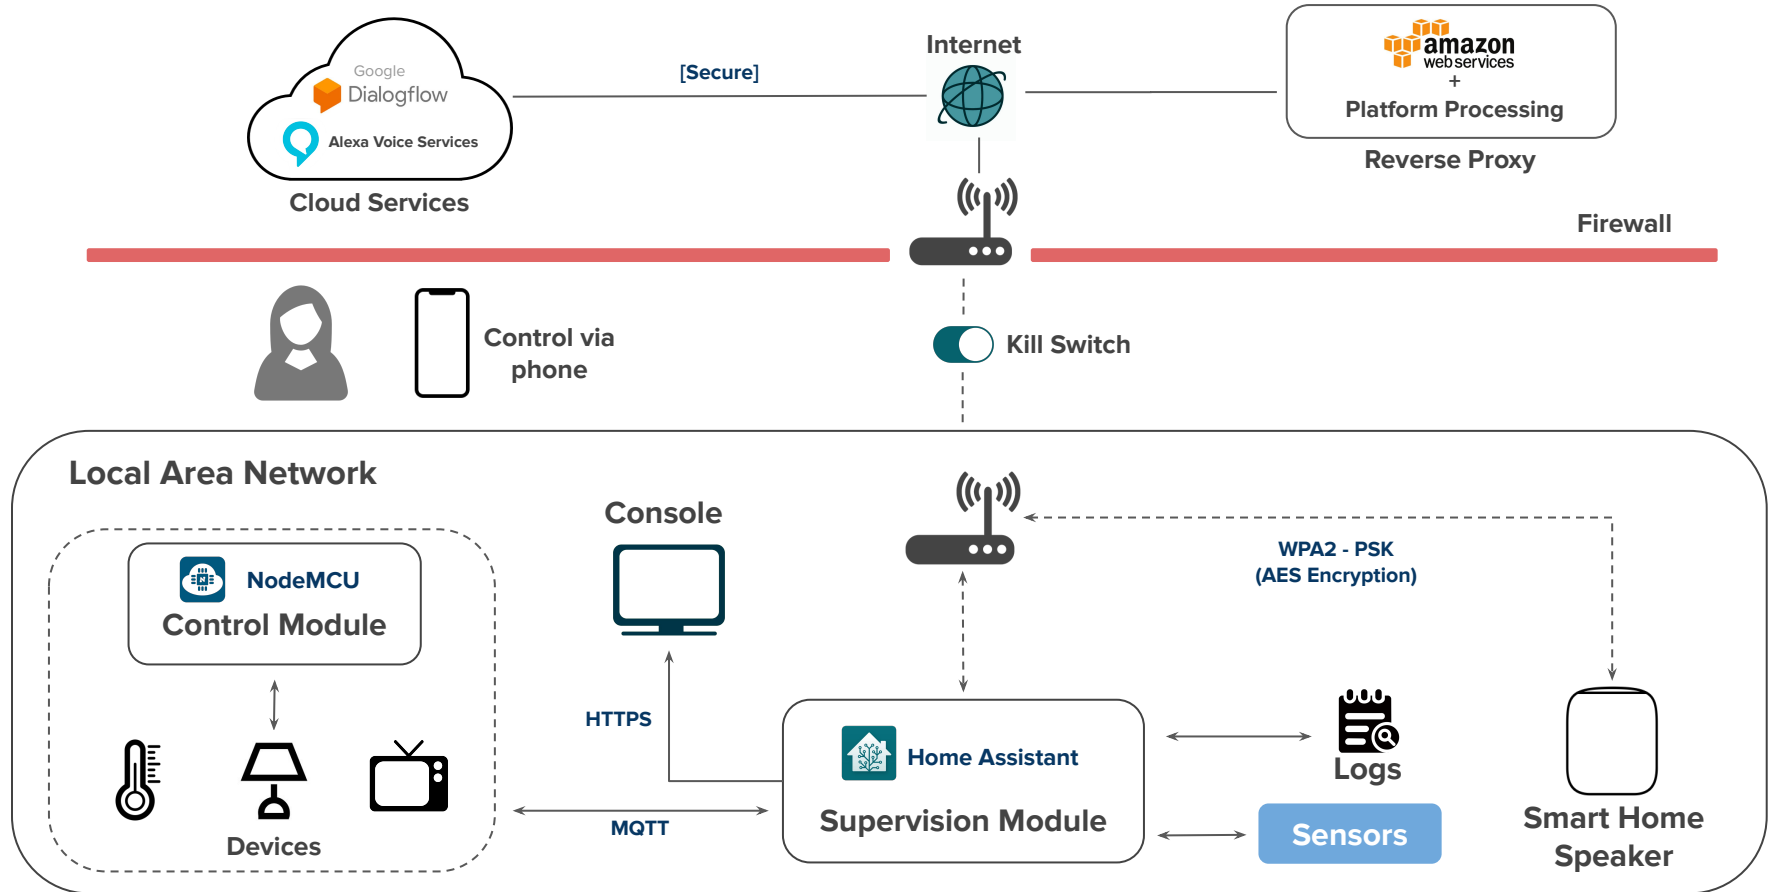 Google
Dialogflow
Alexa Voice Services
Cloud Services
[Secure]
Internet
amazon
web services
+
Platform Processing
Reverse Proxy
Firewall
Control via
phone
Kill Switch
Local Area Network
NodeMCU
Control Module
Devices
Console
HTTPS
MQTT
WPA2 - PSK
(AES Encryption)
Home Assistant
Supervision Module
Logs
Sensors
Smart Home
Speaker